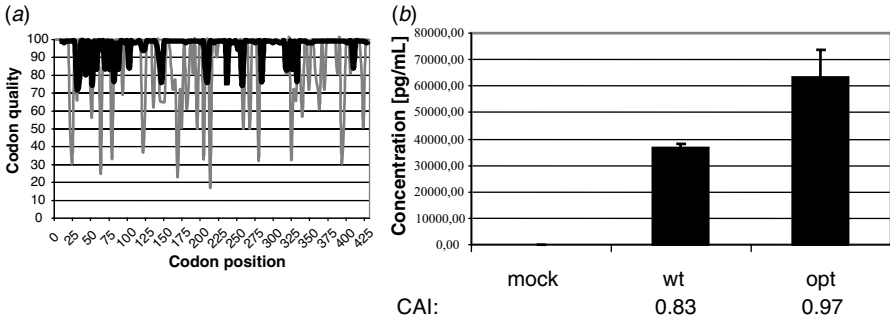 (a)
Codon quality
100
90
80
70
60
50
40
30
20
10
0
0 25 50 75 100 125 150 175 200 225 250 275 300 325 350 375 400 425
Codon position
(b)
Concentration [pg/mL]
80000,00
70000,00
60000,00
50000,00
40000,00
30000,00
20000,00
10000,00
0,00
mock wt opt
CAI: 0.83 0.97